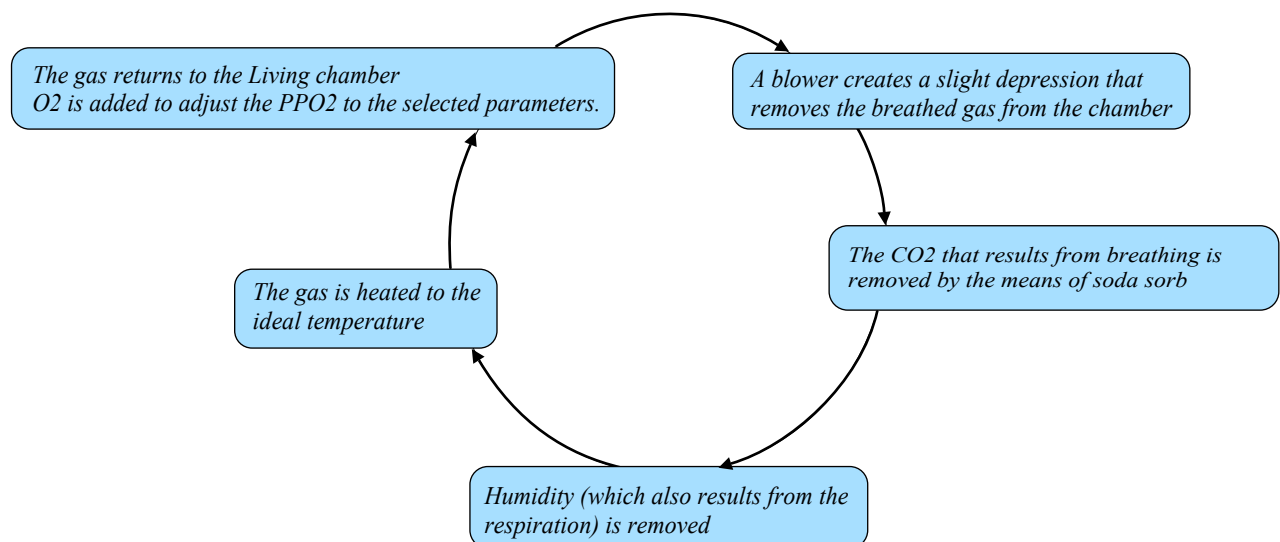 The gas returns to the Living chamber
O2 is added to adjust the PPO2 to the selected parameters.
A blower creates a slight depression that
removes the breathed gas from the chamber
The CO2 that results from breathing is
removed by the means of soda sorb
Humidity (which also results from the
respiration) is removed
The gas is heated to the
ideal temperature